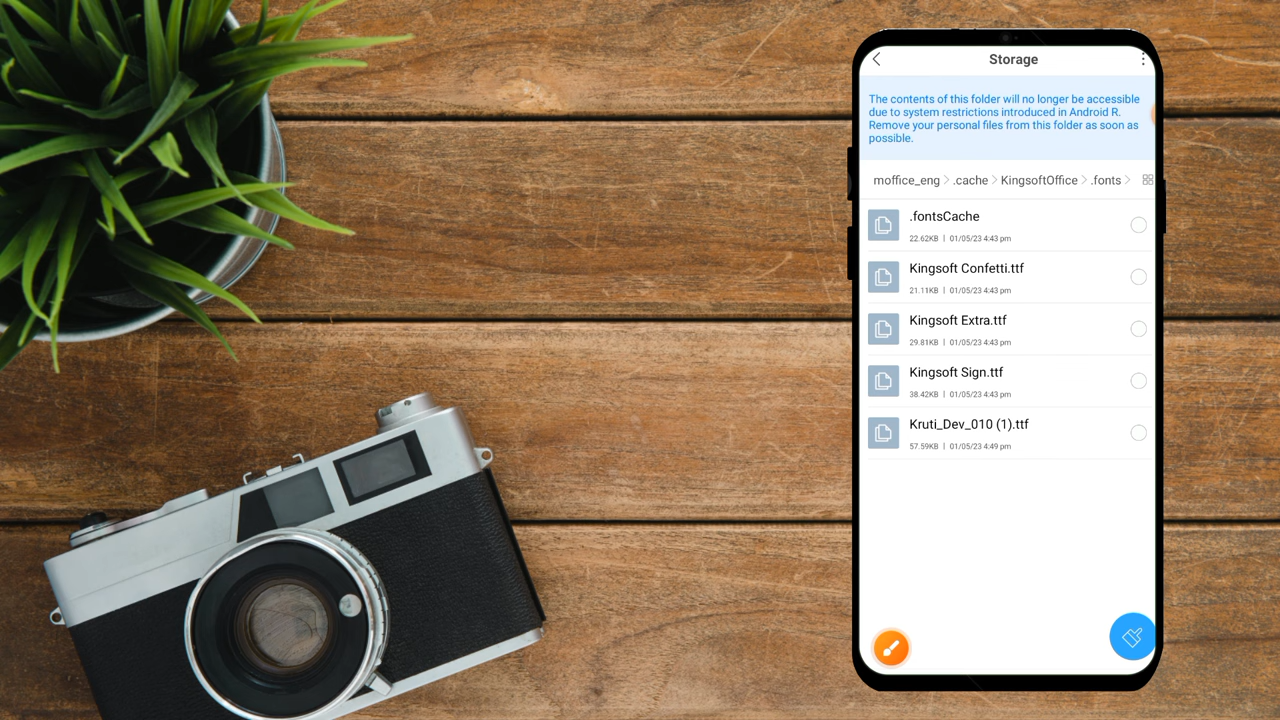 Storage
The contents of this folder will no longer be accessible
due to system restrictions introduced in Android R.
Remove your personal files from this folder as soon as
possible.
moffice_eng > .cache > KingsoftOffice > .fonts >
.fontsCache
22.62KB | 01/05/23 4:43 pm
Kingsoft Confetti.ttf
21.11KB | 01/05/23 4:43 pm
Kingsoft Extra.ttf
29.81KB | 01/05/23 4:43 pm
Kingsoft Sign.ttf
38.42KB | 01/05/23 4:43 pm
Kruti_Dev_010 (1).ttf
57.59KB | 01/05/23 4:49 pm